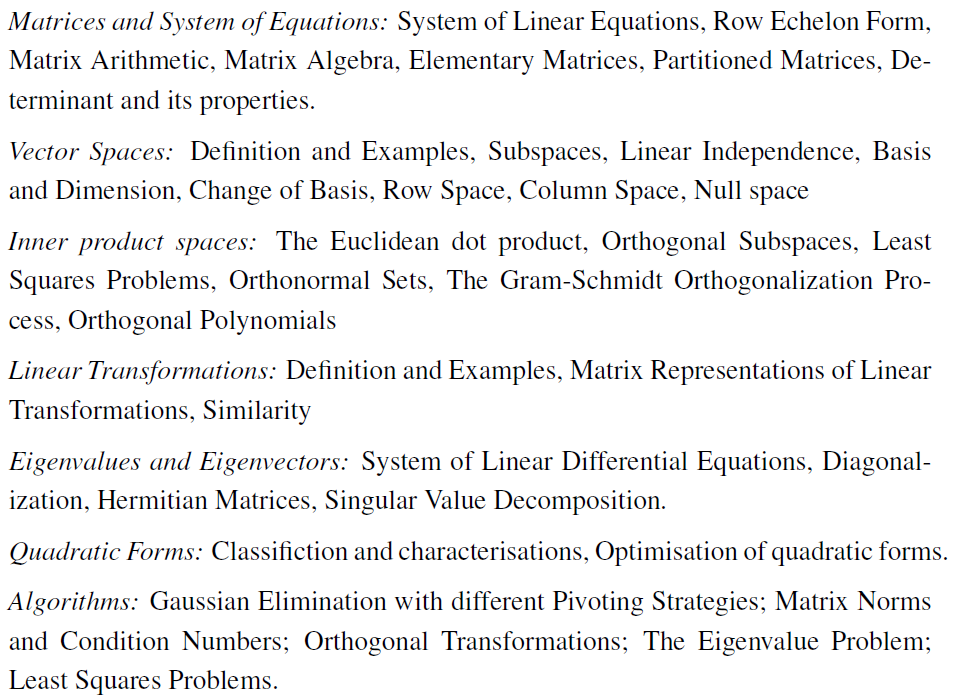 Matrices and System of Equations: System of Linear Equations, Row Echelon Form,
Matrix Arithmetic, Matrix Algebra, Elementary Matrices, Partitioned Matrices, De-
terminant and its properties.
Vector Spaces: Definition and Examples, Subspaces, Linear Independence, Basis
and Dimension, Change of Basis, Row Space, Column Space, Null space
Inner product spaces: The Euclidean dot product, Orthogonal Subspaces, Least
Squares Problems, Orthonormal Sets, The Gram-Schmidt Orthogonalization Pro-
cess, Orthogonal Polynomials
Linear Transformations: Definition and Examples, Matrix Representations of Linear
Transformations, Similarity
Eigenvalues and Eigenvectors: System of Linear Differential Equations, Diagonal-
ization, Hermitian Matrices, Singular Value Decomposition.
Quadratic Forms: Classifiction and characterisations, Optimisation of quadratic forms.
Algorithms: Gaussian Elimination with different Pivoting Strategies; Matrix Norms
and Condition Numbers; Orthogonal Transformations; The Eigenvalue Problem;
Least Squares Problems.